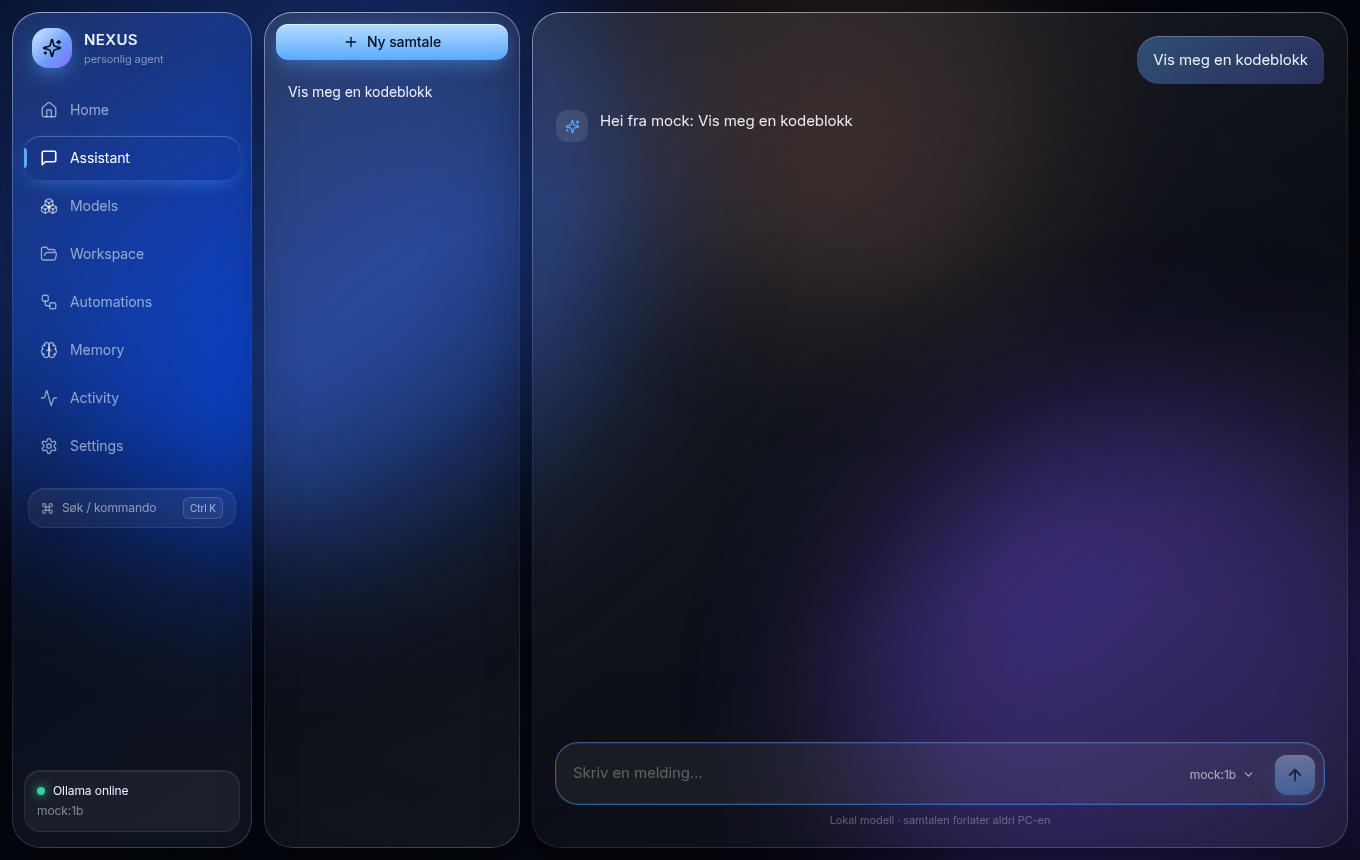 NEXUS
personlig agent
Home
Assistant
Models
Workspace
Automations
Memory
Activity
Settings
⌘ Søk / kommando Ctrl K
Ollama online
mock:1b
+ Ny samtale
Vis meg en kodeblokk
Vis meg en kodeblokk
Hei fra mock: Vis meg en kodeblokk
Skriv en melding...
mock:1b
Lokal modell · samtalen forlater aldri PC-en